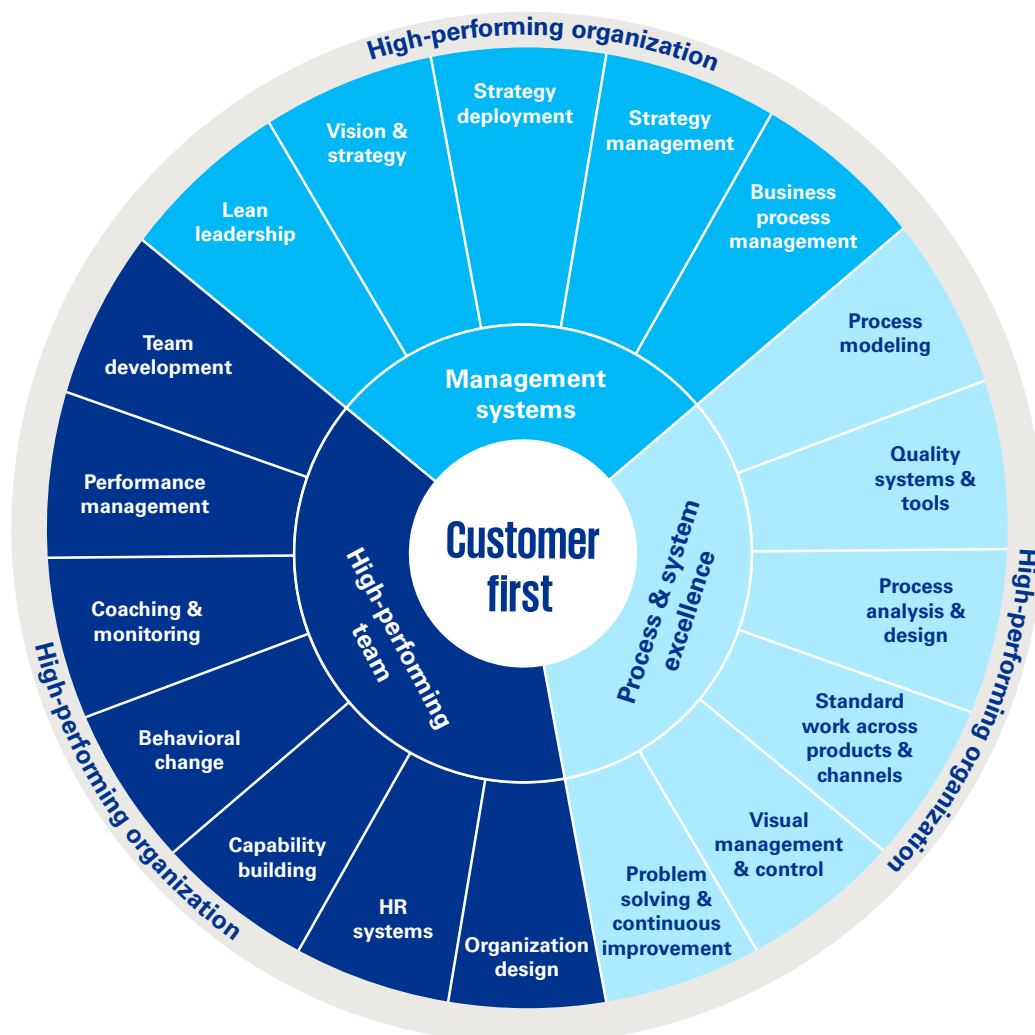 High-performing organization
Strategy
deployment
Vision &
strategy
Strategy
management
Lean
leadership
Business
process
management
Team
development
Process
modeling
Management
systems
Performance
management
Quality
systems &
tools
Customer
first
High-performing
team
Process & system
excellence
Coaching &
monitoring
Process
analysis &
design
High-performing organization
High-performing organization
Behavioral
change
Standard
work across
products &
channels
Capability
building
Visual
management
& control
HR
systems
Problem
solving &
continuous
improvement
Organization
design